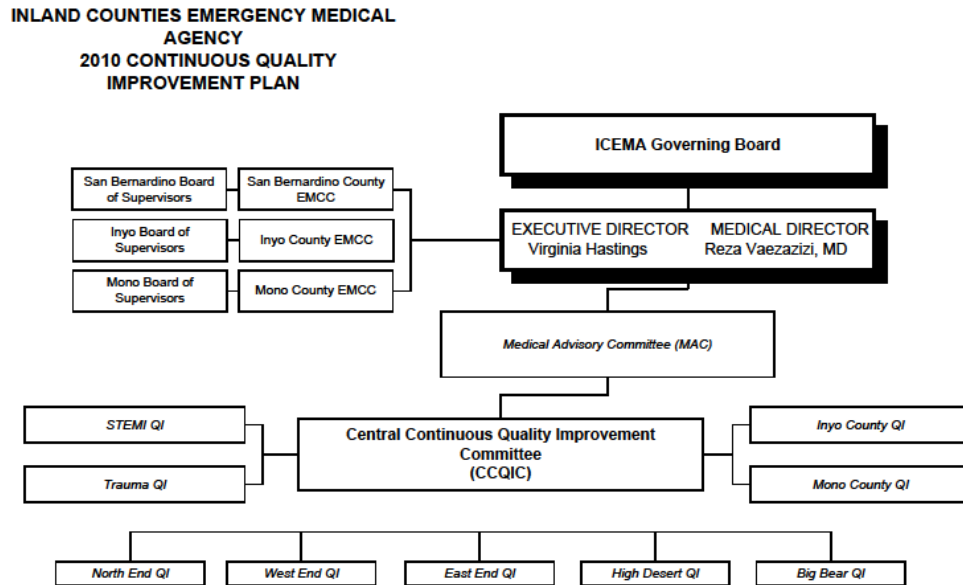 INLAND COUNTIES EMERGENCY MEDICAL
AGENCY
2010 CONTINUOUS QUALITY
IMPROVEMENT PLAN
ICEMA Governing Board
San Bernardino Board
of Supervisors
San Bernardino County
EMCC
Inyo Board of
Supervisors
Inyo County EMCC
Mono Board of
Supervisors
Mono County EMCC
EXECUTIVE DIRECTOR MEDICAL DIRECTOR
Virginia Hastings Reza Vaezazizi, MD
Medical Advisory Committee (MAC)
STEMI QI
Trauma QI
Central Continuous Quality Improvement
Committee
(CCQIC)
Inyo County QI
Mono County QI
North End QI
West End QI
East End QI
High Desert QI
Big Bear QI